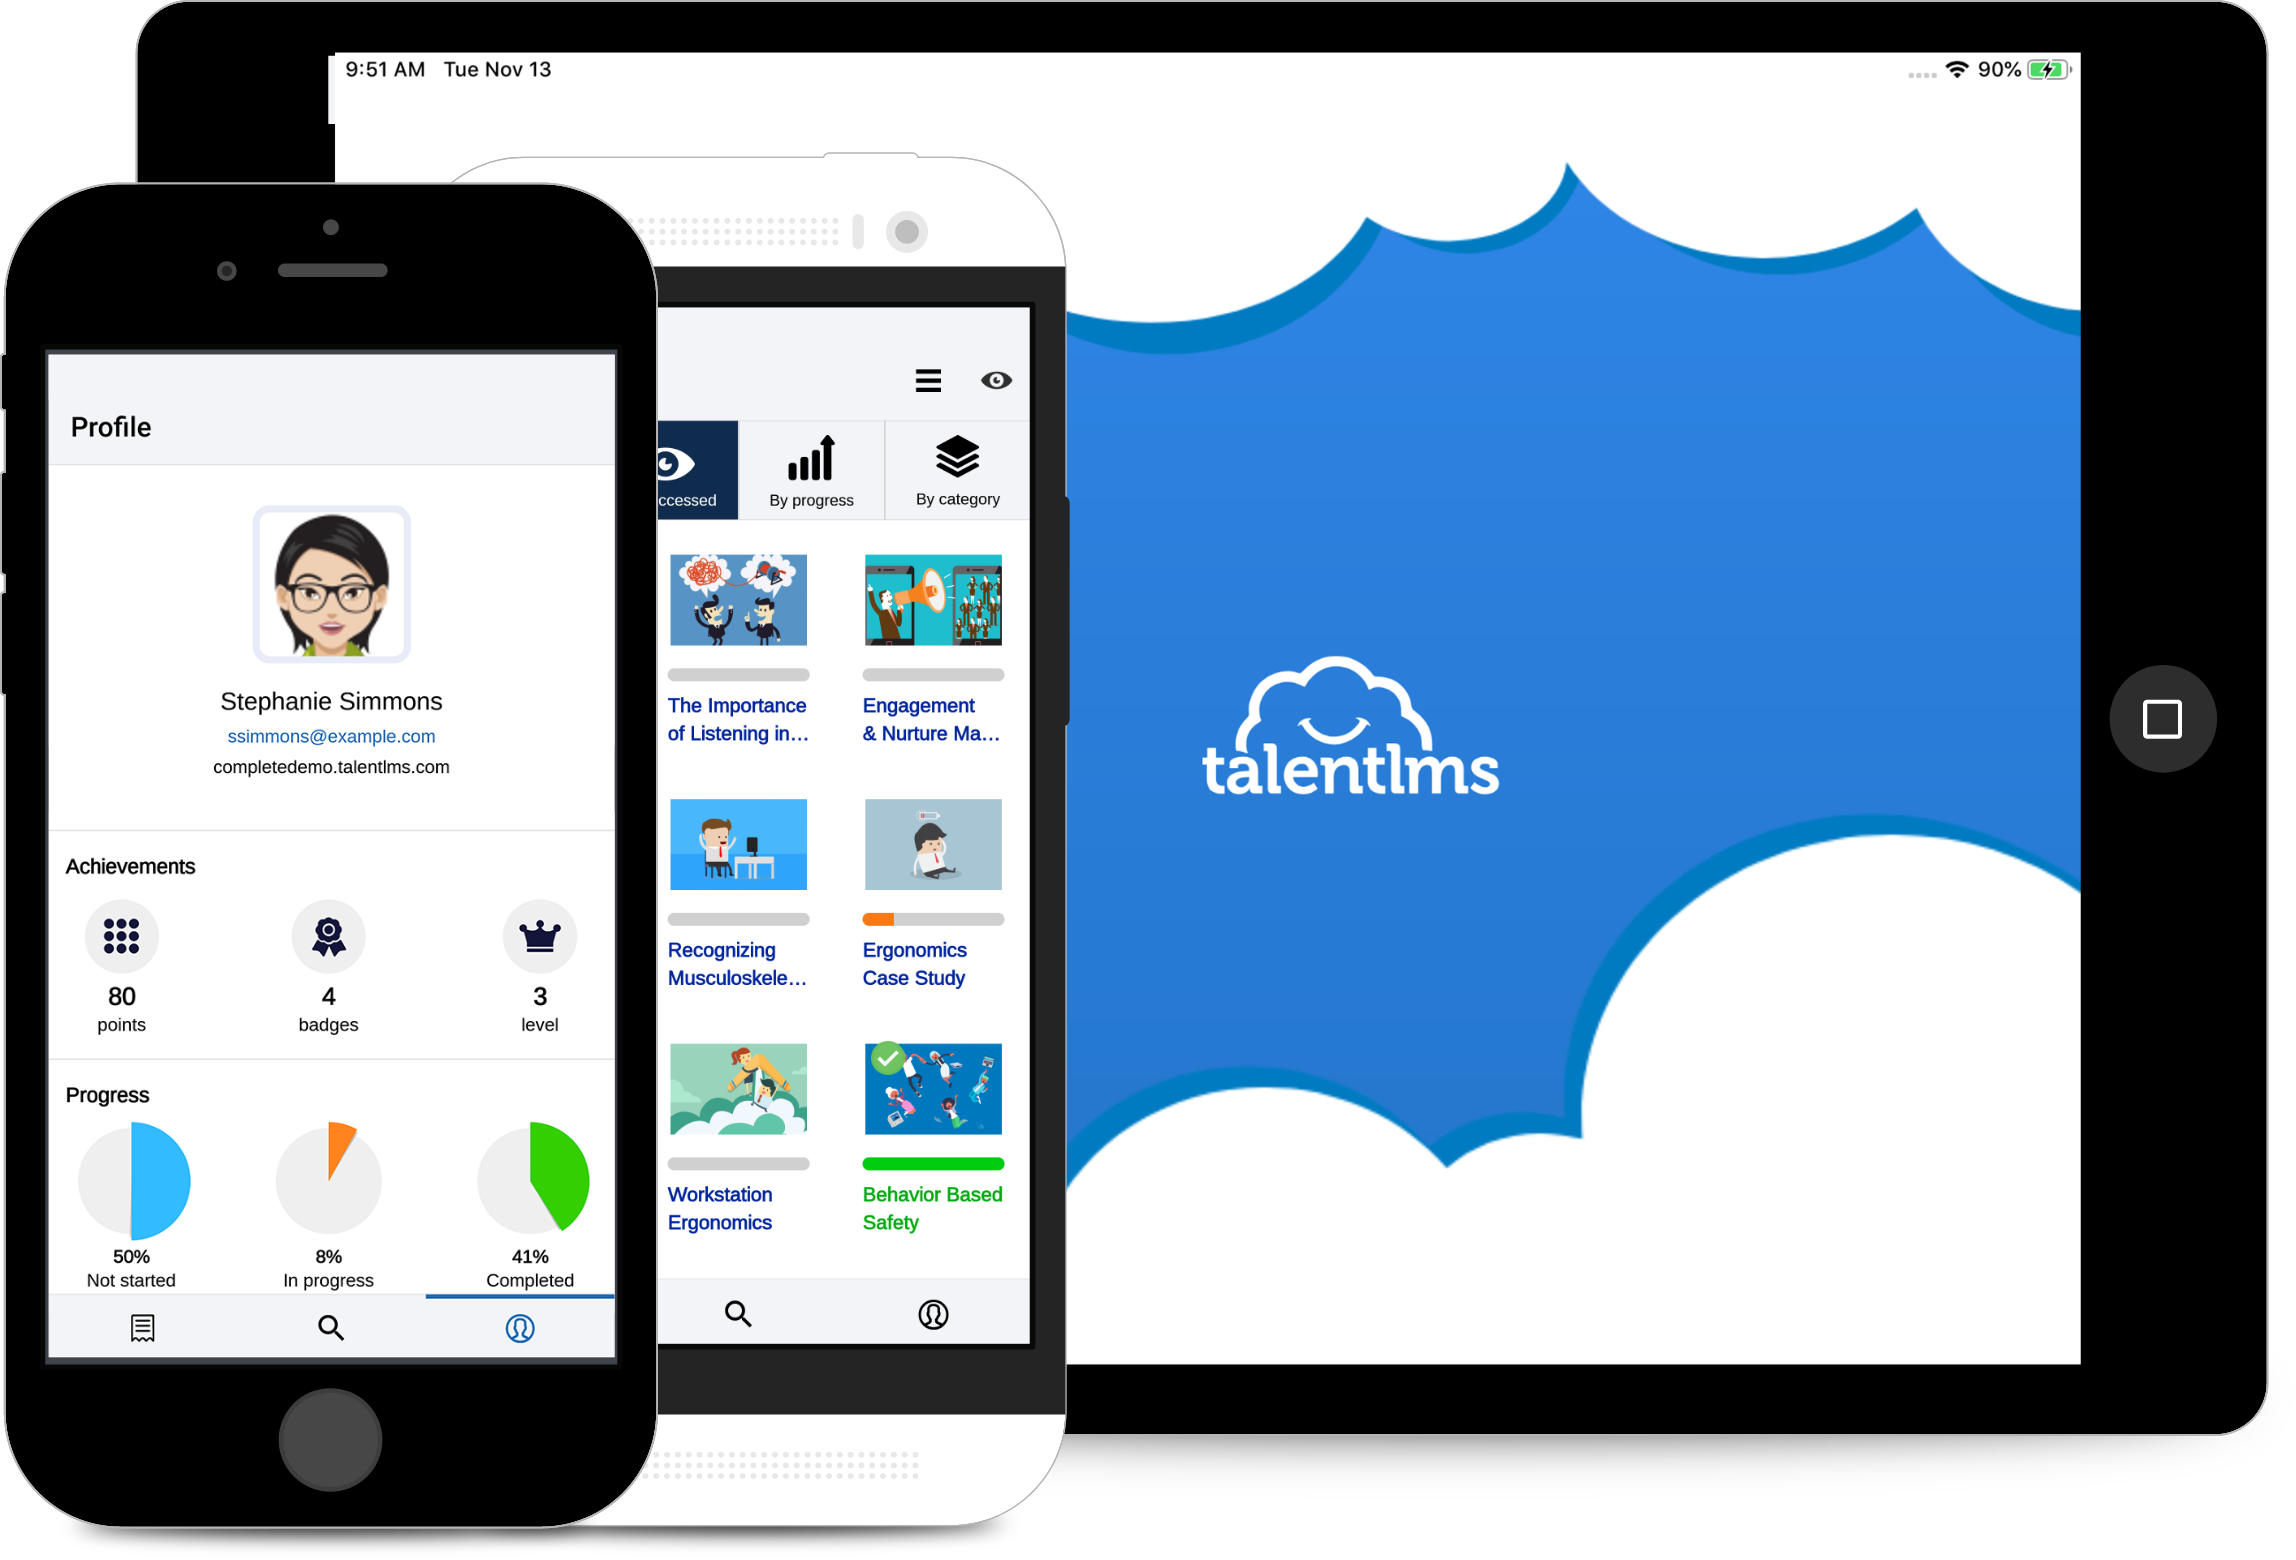 9:51 AM Tue Nov 13
90%
Profile
Stephanie Simmons
ssimmons@example.com
completedemo.talentlms.com
Achievements
80
points
4
badges
3
level
Progress
50%
Not started
8%
In progress
41%
Completed
ccessed
By progress
By category
The Importance
of Listening in...
Engagement
& Nurture Ma...
Recognizing
Musculoskele...
Ergonomics
Case Study
Workstation
Ergonomics
Behavior Based
Safety
talentlms